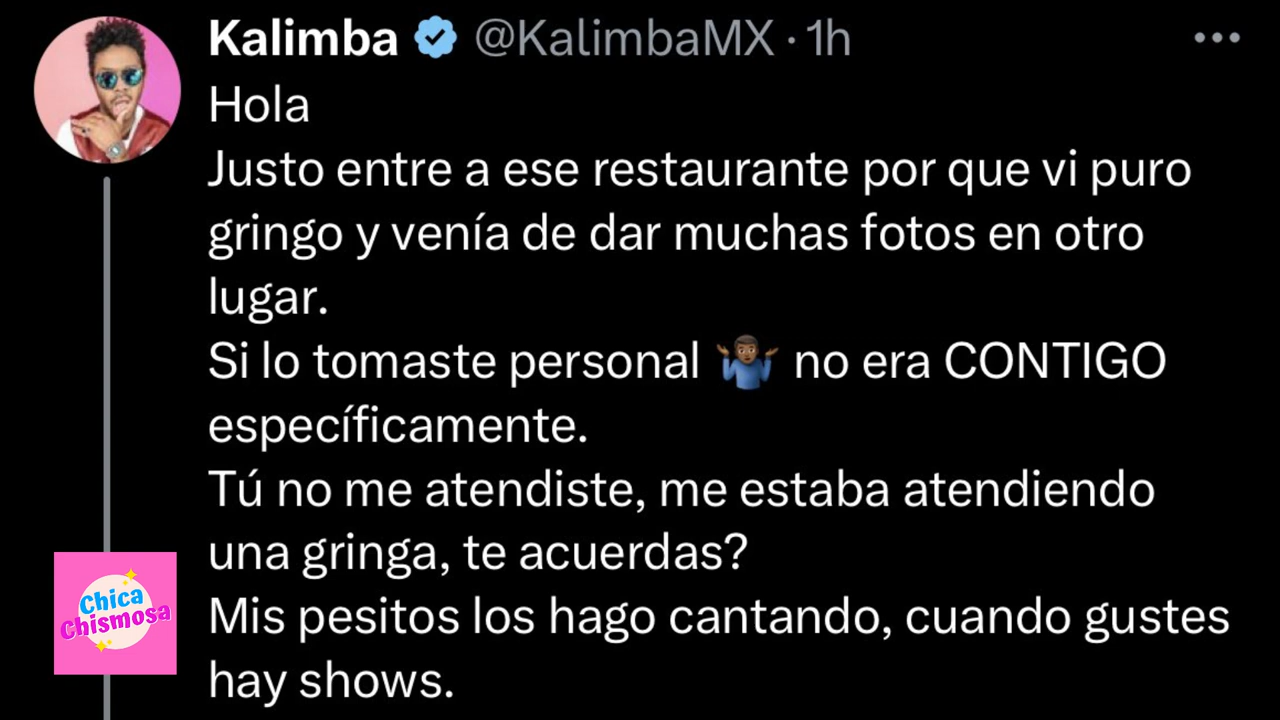 Kalimba @KalimbaMX · 1h
Hola
Justo entre a ese restaurante por que vi puro
gringo y venía de dar muchas fotos en otro
lugar.
Si lo tomaste personal 🤷🏾‍♂️ no era CONTIGO
específicamente.
Tú no me atendiste, me estaba atendiendo
una gringa, te acuerdas?
Mis pesitos los hago cantando, cuando gustes
hay shows.
Chica
Chismosa